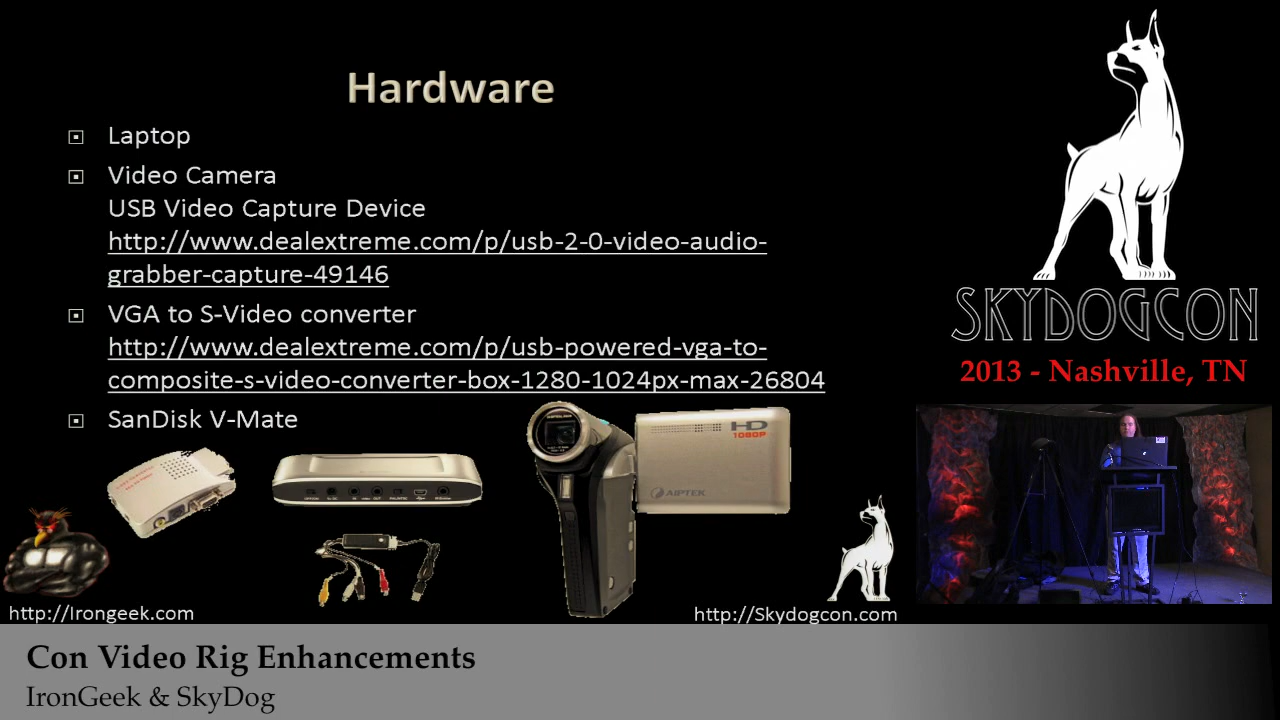 Hardware
Laptop
Video Camera
USB Video Capture Device
http://www.dealextreme.com/p/usb-2-0-video-audio-
grabber-capture-49146
VGA to S-Video converter
http://www.dealextreme.com/p/usb-powered-vga-to-
composite-s-video-converter-box-1280-1024px-max-26804
SanDisk V-Mate
HD
1080P
AIPTEK
http://Irongeek.com
http://Skydogcon.com
SKYDOGCON
2013 - Nashville, TN
Con Video Rig Enhancements
IronGeek & SkyDog